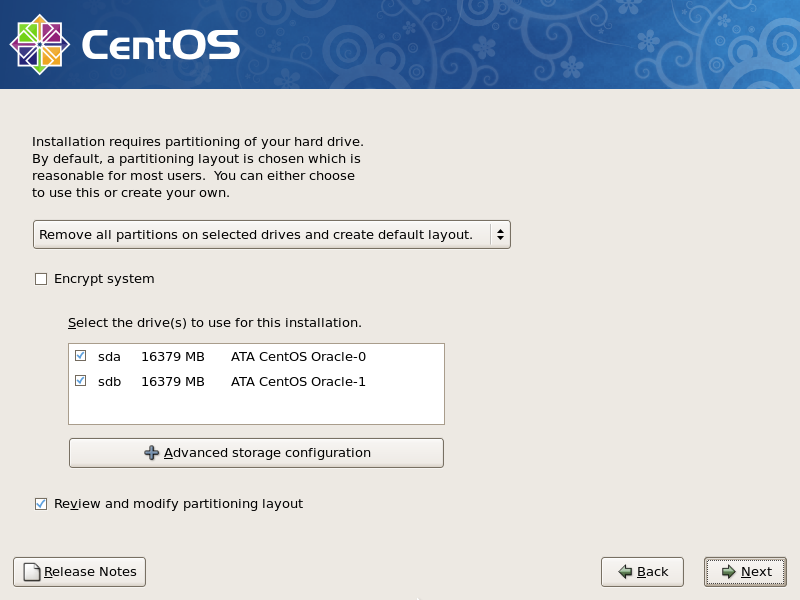 CentOS
Installation requires partitioning of your hard drive.
By default, a partitioning layout is chosen which is
reasonable for most users.  You can either choose
to use this or create your own.
Remove all partitions on selected drives and create default layout.
Encrypt system
Select the drive(s) to use for this installation.
sda 16379 MB ATA CentOS Oracle-0
sdb 16379 MB ATA CentOS Oracle-1
Advanced storage configuration
Review and modify partitioning layout
Release Notes Back Next